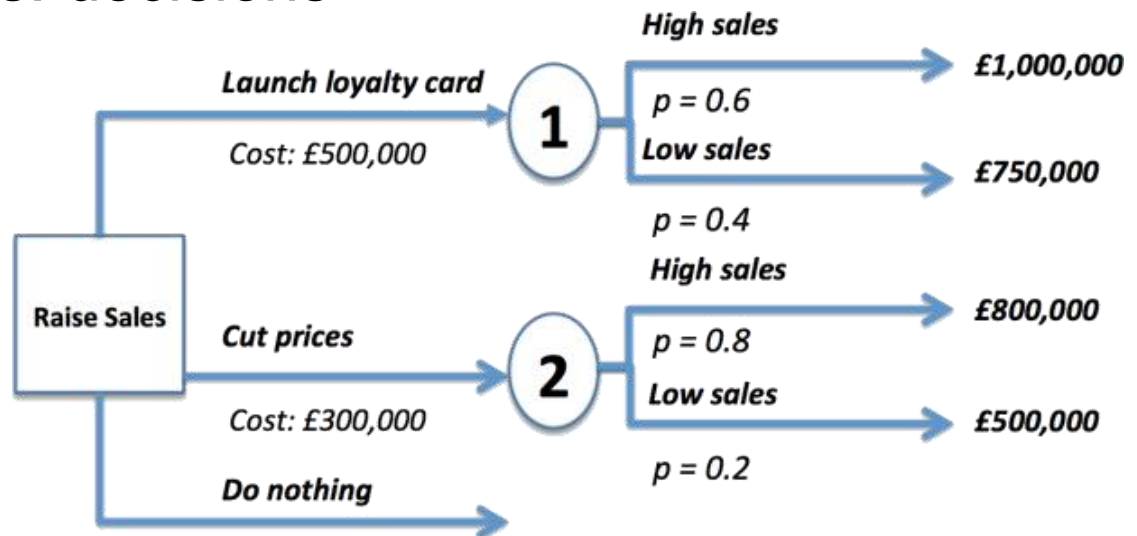 High sales
£1,000,000
Launch loyalty card
p = 0.6
1
Cost: £500,000
Low sales
£750,000
p = 0.4
High sales
Raise Sales
£800,000
Cut prices
p = 0.8
2
Low sales
Cost: £300,000
£500,000
p = 0.2
Do nothing